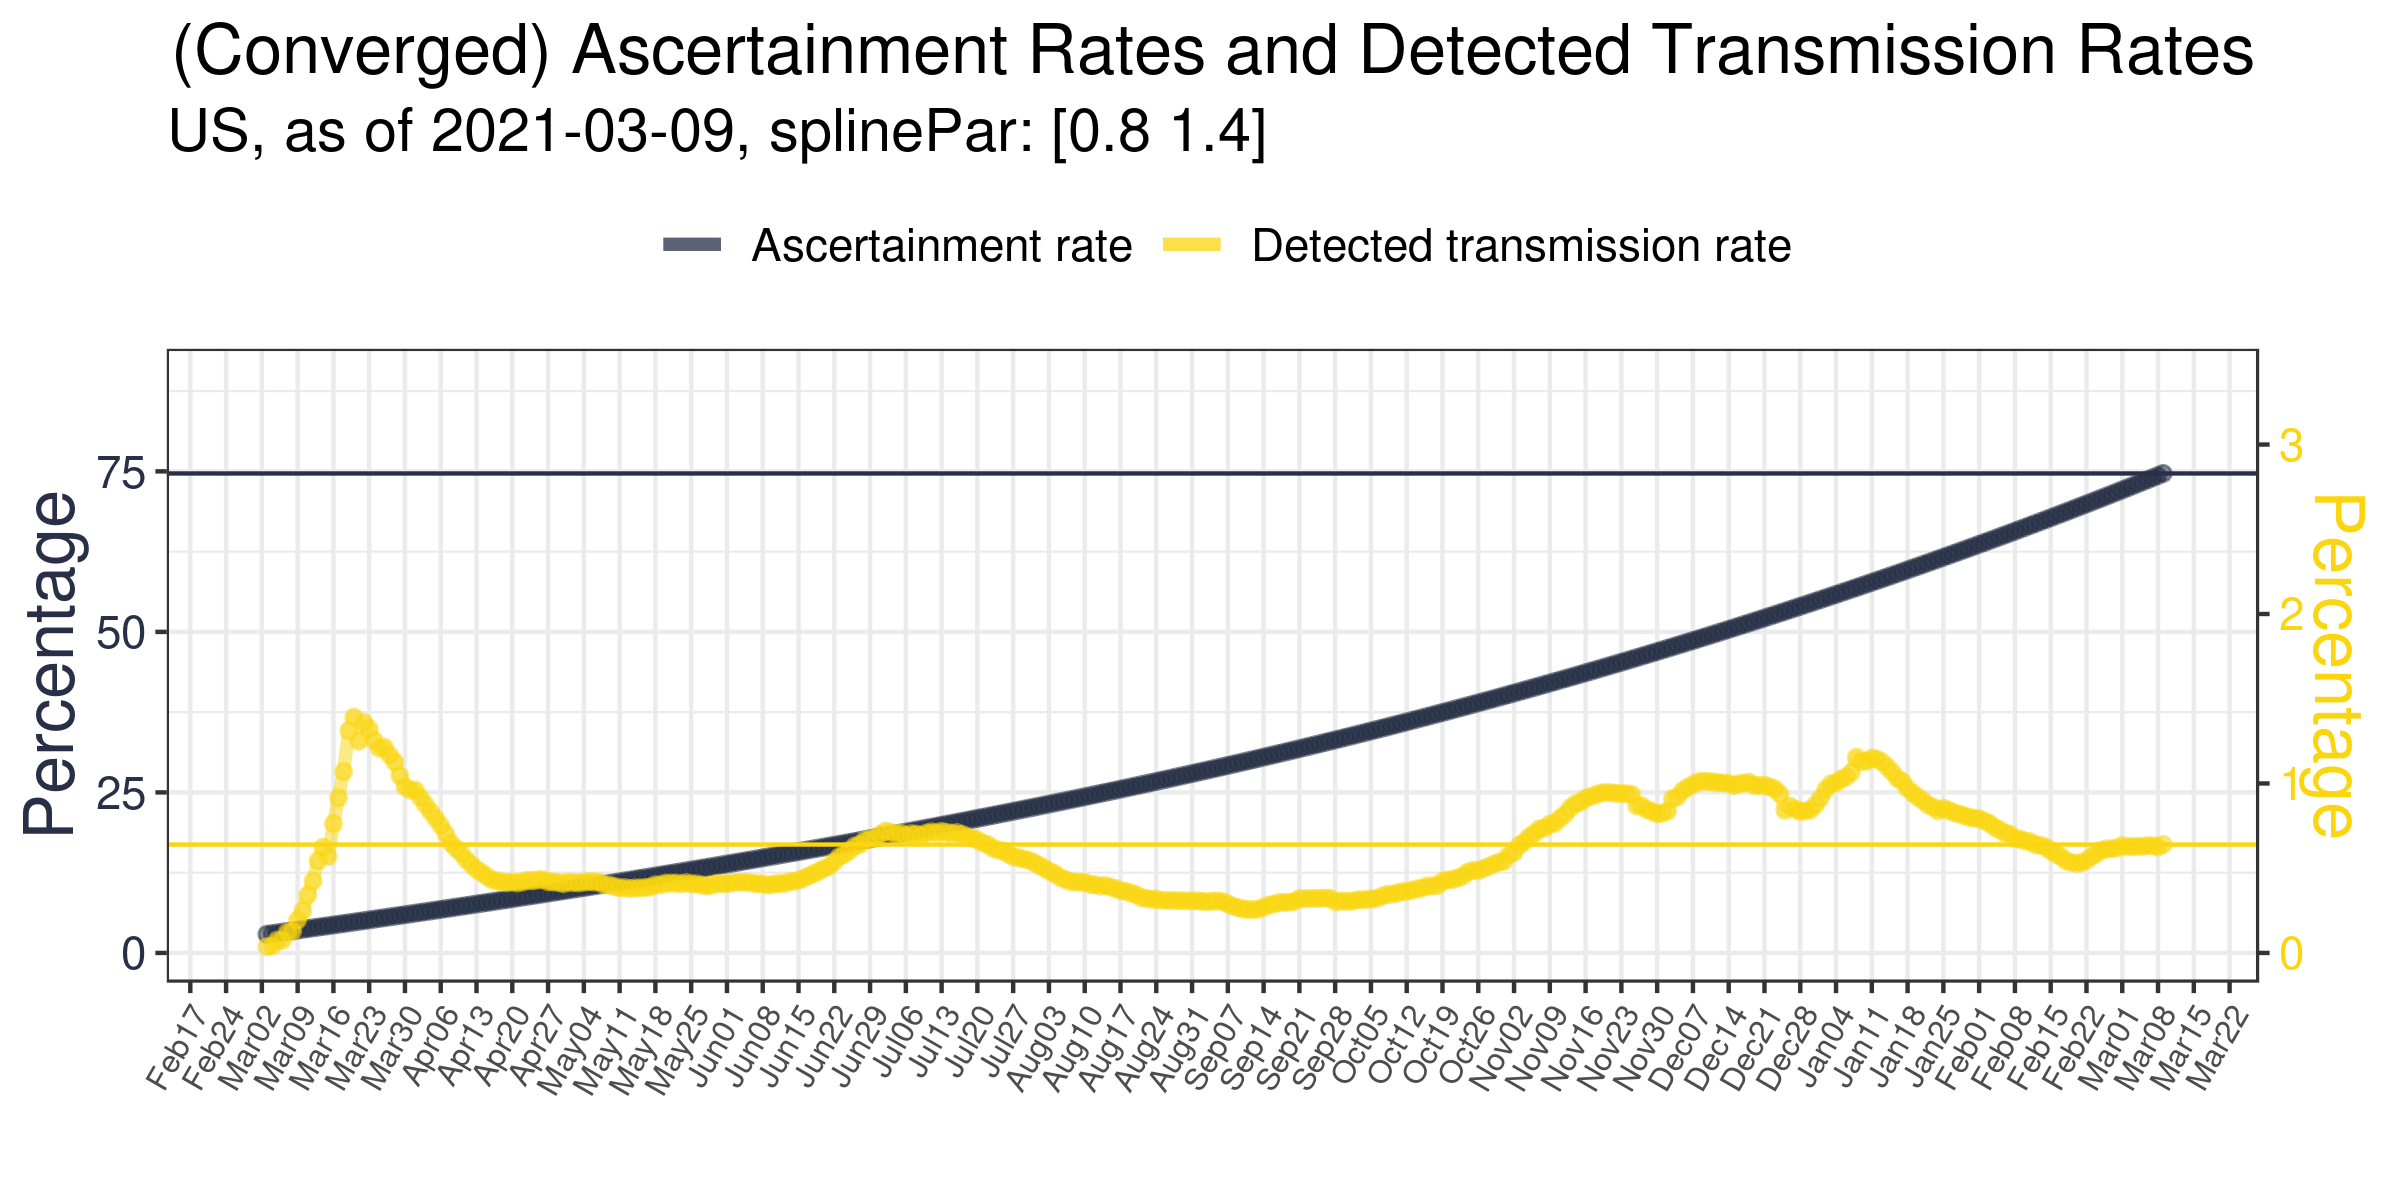 (Converged) Ascertainment Rates and Detected Transmission Rates
US, as of 2021-03-09, splinePar: [0.8 1.4]
Ascertainment rate
Detected transmission rate
Percentage
75
50
25
0
3
2
1
0
Percentage
Feb17
Feb24
Mar02
Mar09
Mar16
Mar23
Mar30
Apr06
Apr13
Apr20
Apr27
May04
May11
May18
May25
Jun01
Jun08
Jun15
Jun22
Jun29
Jul06
Jul13
Jul20
Jul27
Aug03
Aug10
Aug17
Aug24
Aug31
Sep07
Sep14
Sep21
Sep28
Oct05
Oct12
Oct19
Oct26
Nov02
Nov09
Nov16
Nov23
Nov30
Dec07
Dec14
Dec21
Dec28
Jan04
Jan11
Jan18
Jan25
Feb01
Feb08
Feb15
Feb22
Mar01
Mar08
Mar15
Mar22